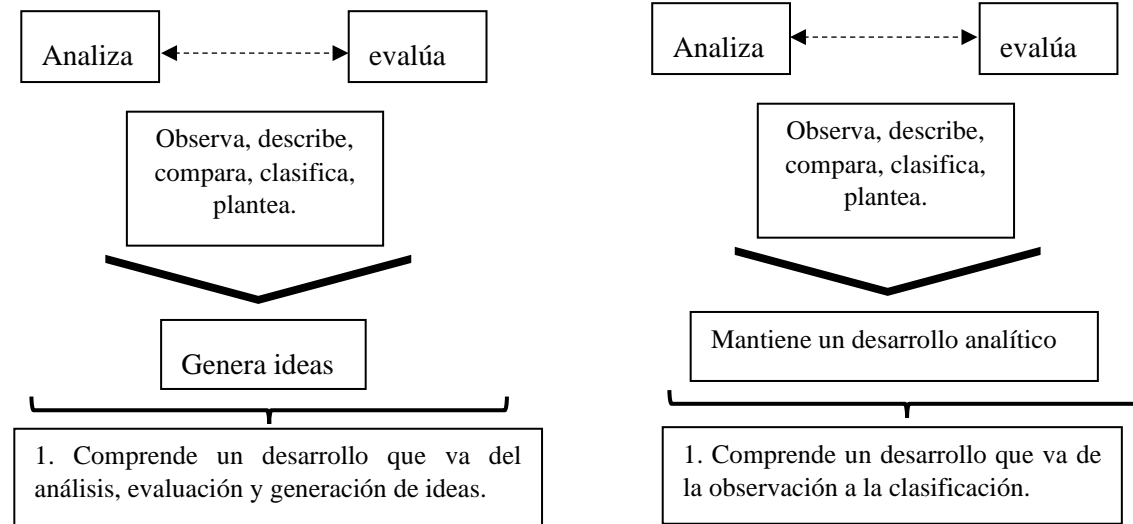 Analiza
evalúa
Observa, describe,
compara, clasifica,
plantea.
Genera ideas
1. Comprende un desarrollo que va del
análisis, evaluación y generación de ideas.
Analiza
evalúa
Observa, describe,
compara, clasifica,
plantea.
Mantiene un desarrollo analítico
1. Comprende un desarrollo que va de
la observación a la clasificación.